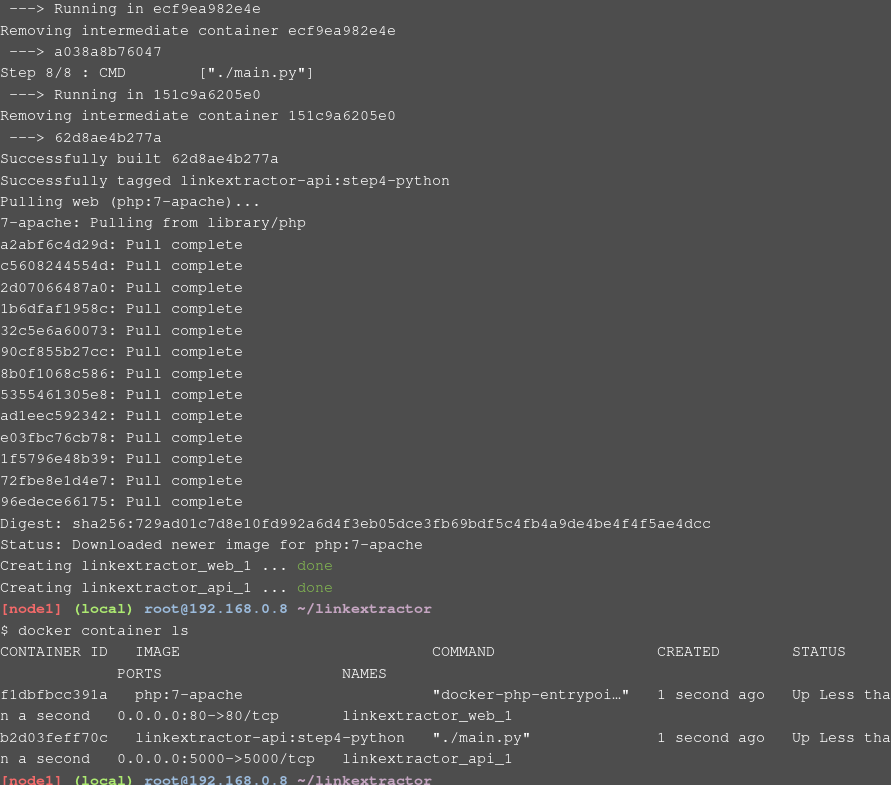 ---> Running in ecf9ea982e4e
Removing intermediate container ecf9ea982e4e
---> a038a8b76047
Step 8/8 : CMD ["./main.py"]
---> Running in 151c9a6205e0
Removing intermediate container 151c9a6205e0
---> 62d8ae4b277a
Successfully built 62d8ae4b277a
Successfully tagged linkextractor-api:step4-python
Pulling web (php:7-apache)...
7-apache: Pulling from library/php
a2abf6c4d29d: Pull complete
c5608244554d: Pull complete
2d07066487a0: Pull complete
1b6dfaf1958c: Pull complete
32c5e6a60073: Pull complete
90cf855b27cc: Pull complete
8b0f1068c586: Pull complete
5355461305e8: Pull complete
ad1eec592342: Pull complete
e03fbc76cb78: Pull complete
1f5796e48b39: Pull complete
72fbe8e1d4e7: Pull complete
96edece66175: Pull complete
Digest: sha256:729ad01c7d8e10fd992a6d4f3eb05dce3fb69bdf5c4fb4a9de4be4f4f5ae4dcc
Status: Downloaded newer image for php:7-apache
Creating linkextractor_web_1 ... done
Creating linkextractor_api_1 ... done
[node1] (local) root@192.168.0.8 ~/linkextractor
$ docker container ls
CONTAINER ID IMAGE COMMAND CREATED STATUS
PORTS NAMES
f1dbfbcc391a php:7-apache "docker-php-entrypoi…" 1 second ago Up Less tha
n a second 0.0.0.0:80->80/tcp linkextractor_web_1
b2d03feff70c linkextractor-api:step4-python "./main.py" 1 second ago Up Less tha
n a second 0.0.0.0:5000->5000/tcp linkextractor_api_1
[node1] (local) root@192.168.0.8 ~/linkextractor